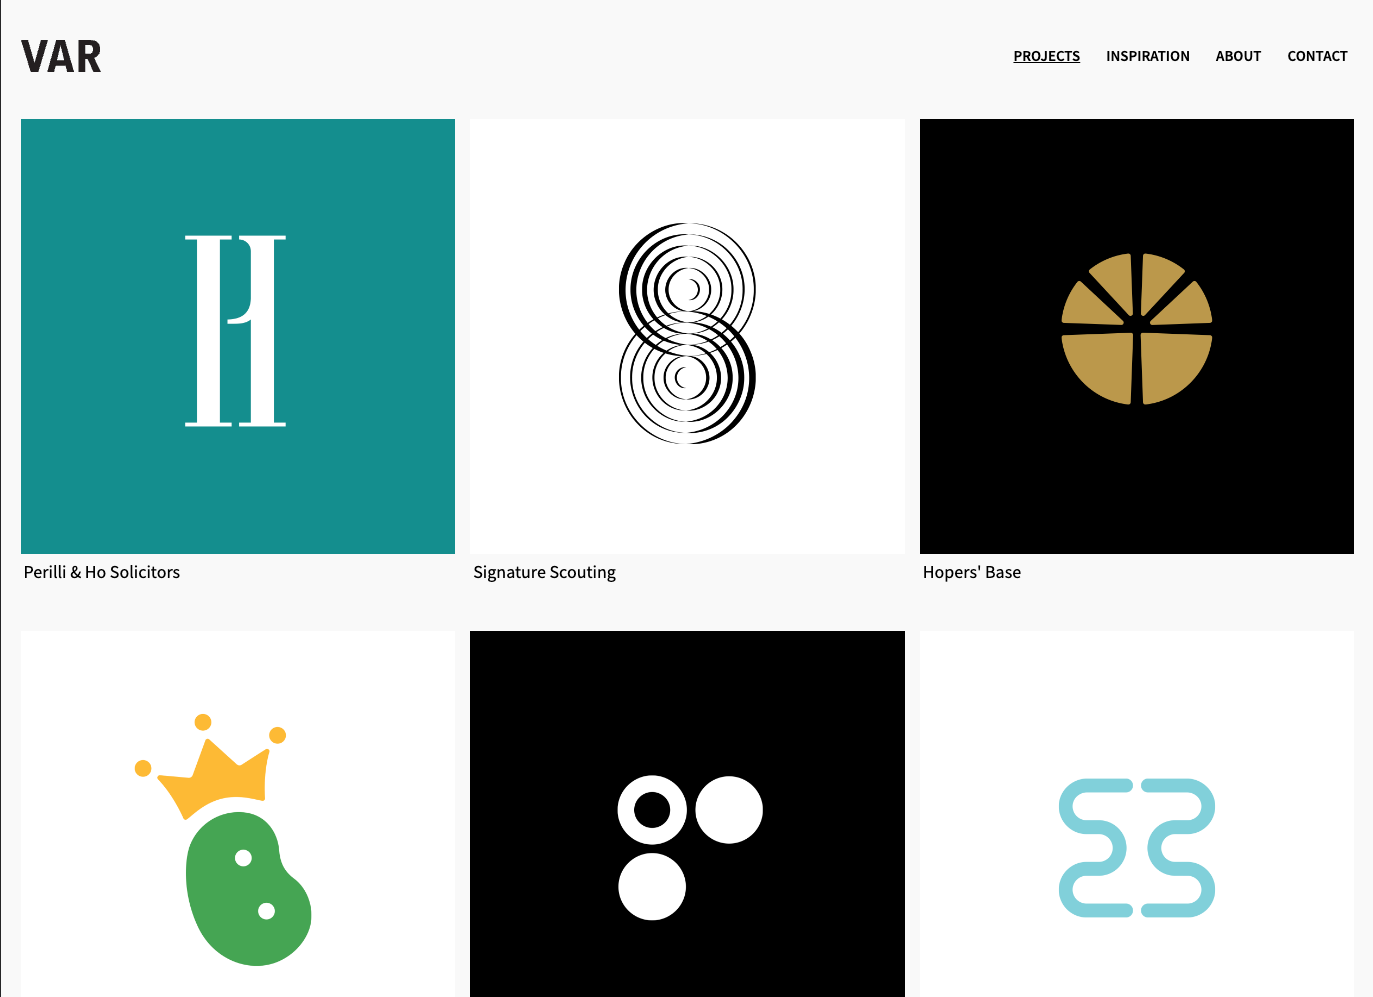 VAR
PROJECTS INSPIRATION ABOUT CONTACT
Perilli & Ho Solicitors
Signature Scouting
Hopers' Base